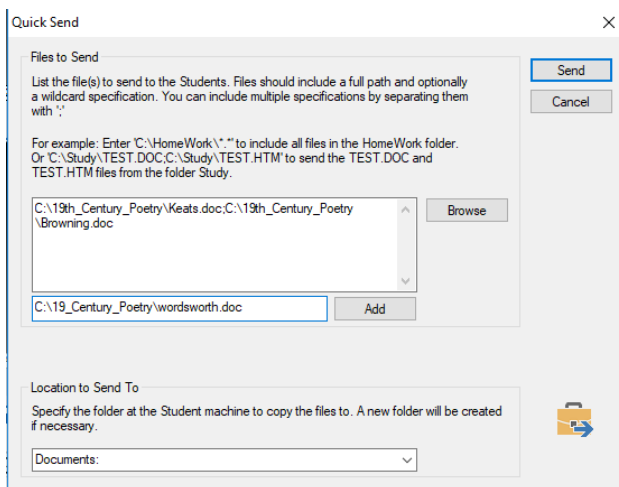 Quick Send
Files to Send
List the file(s) to send to the Students. Files should include a full path and optionally
a wildcard specification. You can include multiple specifications by separating them
with ';'
For example: Enter 'C:\HomeWork\*.*' to include all files in the HomeWork folder.
Or 'C:\Study\TEST.DOC;C:\Study\TEST.HTM' to send the TEST.DOC and
TEST.HTM files from the folder Study.
C:\19th_Century_Poetry\Keats.doc;C:\19th_Century_Poetry
\Browning.doc
Browse
C:\19_Century_Poetry\wordsworth.doc
Add
Send
Cancel
Location to Send To
Specify the folder at the Student machine to copy the files to. A new folder will be created
if necessary.
Documents: